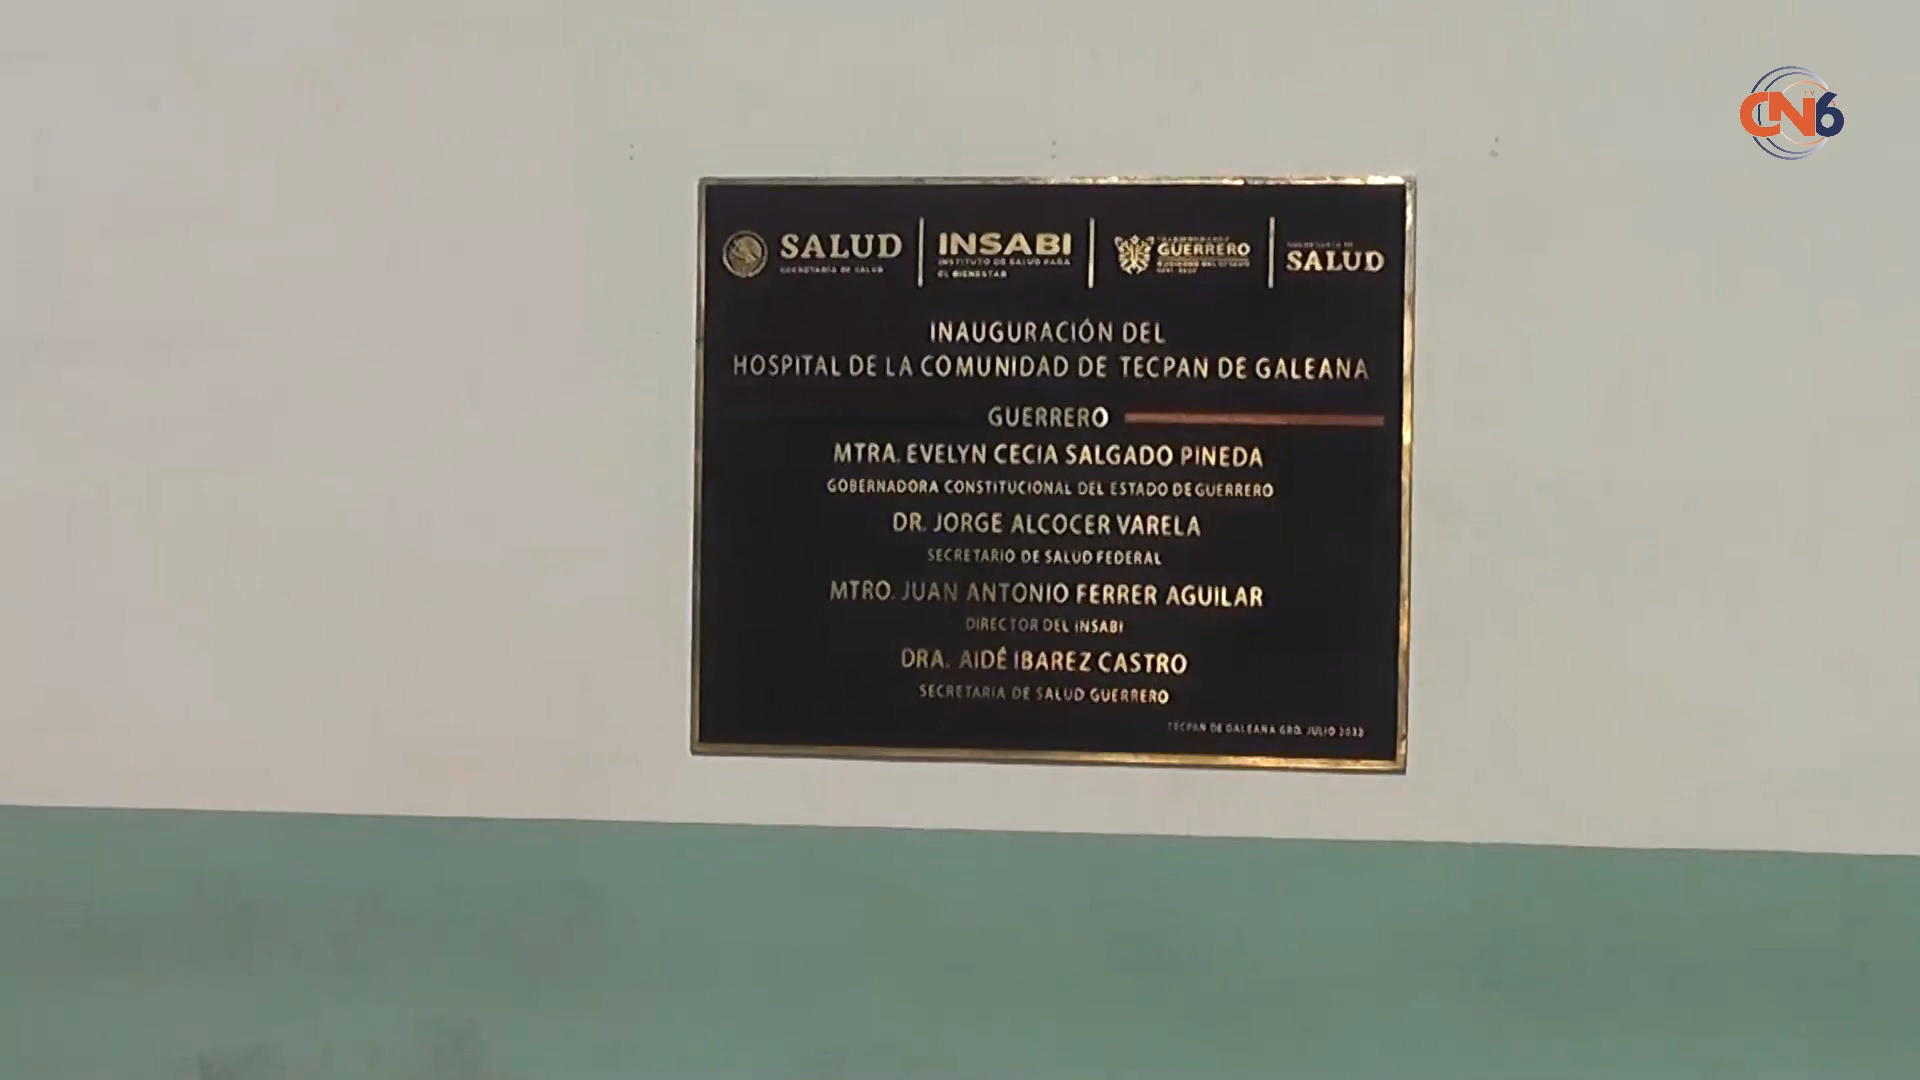 CN6
SALUD
SECRETARÍA DE SALUD
INSABI
INSTITUTO DE SALUD PARA
EL BIENESTAR
GUERRERO
SALUD
INAUGURACIÓN DEL
HOSPITAL DE LA COMUNIDAD DE TECPAN DE GALEANA
GUERRERO
MTRA. EVELYN CECIA SALGADO PINEDA
GOBERNADORA CONSTITUCIONAL DEL ESTADO DE GUERRERO
DR. JORGE ALCOCER VARELA
SECRETARIO DE SALUD FEDERAL
MTRO. JUAN ANTONIO FERRER AGUILAR
DIRECTOR DEL INSABI
DRA. AIDÉ IBAREZ CASTRO
SECRETARIA DE SALUD GUERRERO
TECPAN DE GALEANA GRO. JULIO